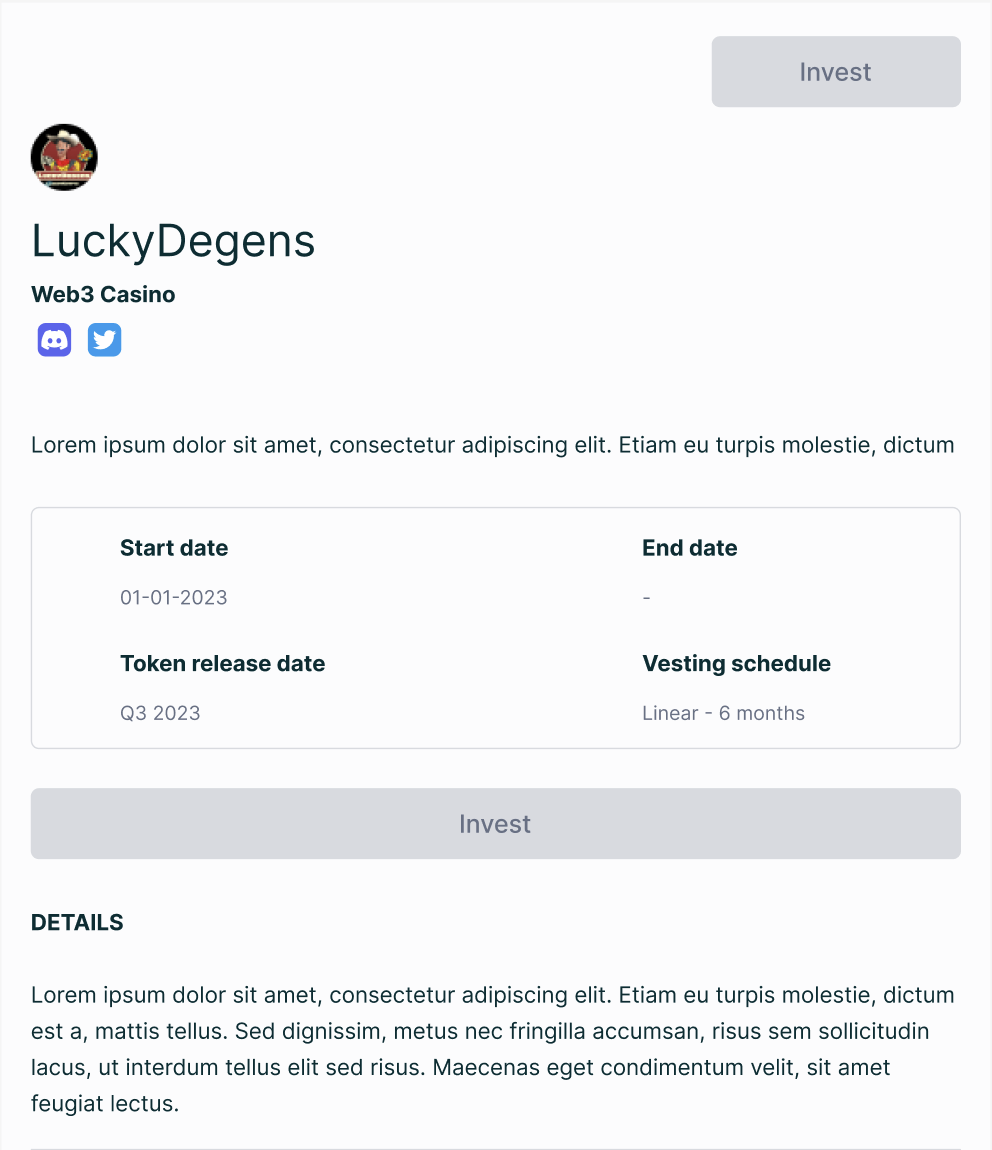 Invest
LuckyDegens
Web3 Casino
Lorem ipsum dolor sit amet, consectetur adipiscing elit. Etiam eu turpis molestie, dictum
Start date
End date
01-01-2023
-
Token release date
Vesting schedule
Q3 2023
Linear - 6 months
Invest
DETAILS
Lorem ipsum dolor sit amet, consectetur adipiscing elit. Etiam eu turpis molestie, dictum
est a, mattis tellus. Sed dignissim, metus nec fringilla accumsan, risus sem sollicitudin
lacus, ut interdum tellus elit sed risus. Maecenas eget condimentum velit, sit amet
feugiat lectus.